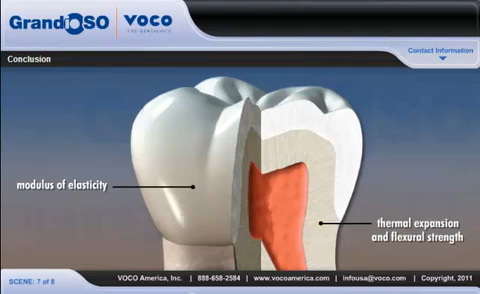 GrandioSO
VOCO
THE DENTALISTS
Contact Information
Conclusion
modulus of elasticity
thermal expansion
and flexural strength
SCENE: 7 of 8
VOCO America, Inc. | 888-658-2584 | www.vocoamerica.com | infousa@voco.com | Copyright, 2011